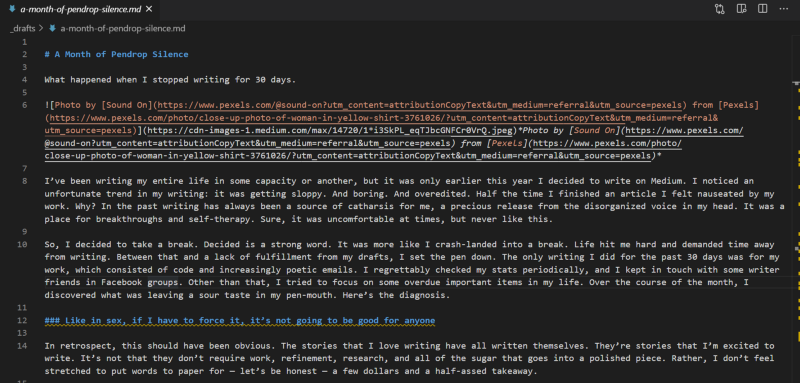 a-month-of-pendrop-silence.md ×
_drafts > a-month-of-pendrop-silence.md
1
2 # A Month of Pendrop Silence
3
4 What happened when I stopped writing for 30 days.
5
6 ![Photo by [Sound On](https://www.pexels.com/@sound-on?utm_content=attributionCopyText&utm_medium=referral&utm_source=pexels) from [Pexels]
(https://www.pexels.com/photo/close-up-photo-of-woman-in-yellow-shirt-3761026/?utm_content=attributionCopyText&utm_medium=referral&
utm_source=pexels)](https://cdn-images-1.medium.com/max/14720/1*i3SkPL_eqTJbcGNFCr0VrQ.jpeg)*Photo by [Sound On](https://www.pexels.com/
@sound-on?utm_content=attributionCopyText&utm_medium=referral&utm_source=pexels) from [Pexels](https://www.pexels.com/photo/
close-up-photo-of-woman-in-yellow-shirt-3761026/?utm_content=attributionCopyText&utm_medium=referral&utm_source=pexels)*
7
8 I've been writing my entire life in some capacity or another, but it was only earlier this year I decided to write on Medium. I noticed an
unfortunate trend in my writing: it was getting sloppy. And boring. And overedited. Half the time I finished an article I felt nauseated by my
work. Why? In the past writing has always been a source of catharsis for me, a precious release from the disorganized voice in my head. It was a
place for breakthroughs and self-therapy. Sure, it was uncomfortable at times, but never like this.
9
10 So, I decided to take a break. Decided is a strong word. It was more like I crash-landed into a break. Life hit me hard and demanded time away
from writing. Between that and a lack of fulfillment from my drafts, I set the pen down. The only writing I did for the past 30 days was for my
work, which consisted of code and increasingly poetic emails. I regrettably checked my stats periodically, and I kept in touch with some writer
friends in Facebook groups. Other than that, I tried to focus on some overdue important items in my life. Over the course of the month, I
discovered what was leaving a sour taste in my pen-mouth. Here's the diagnosis.
11
12 ### Like in sex, if I have to force it, it's not going to be good for anyone
13
14 In retrospect, this should have been obvious. The stories that I love writing have all written themselves. They're stories that I'm excited to
write. It's not that they don't require work, refinement, research, and all of the sugar that goes into a polished piece. Rather, I don't feel
stretched to put words to paper for — let's be honest — a few dollars and a half-assed takeaway.
15